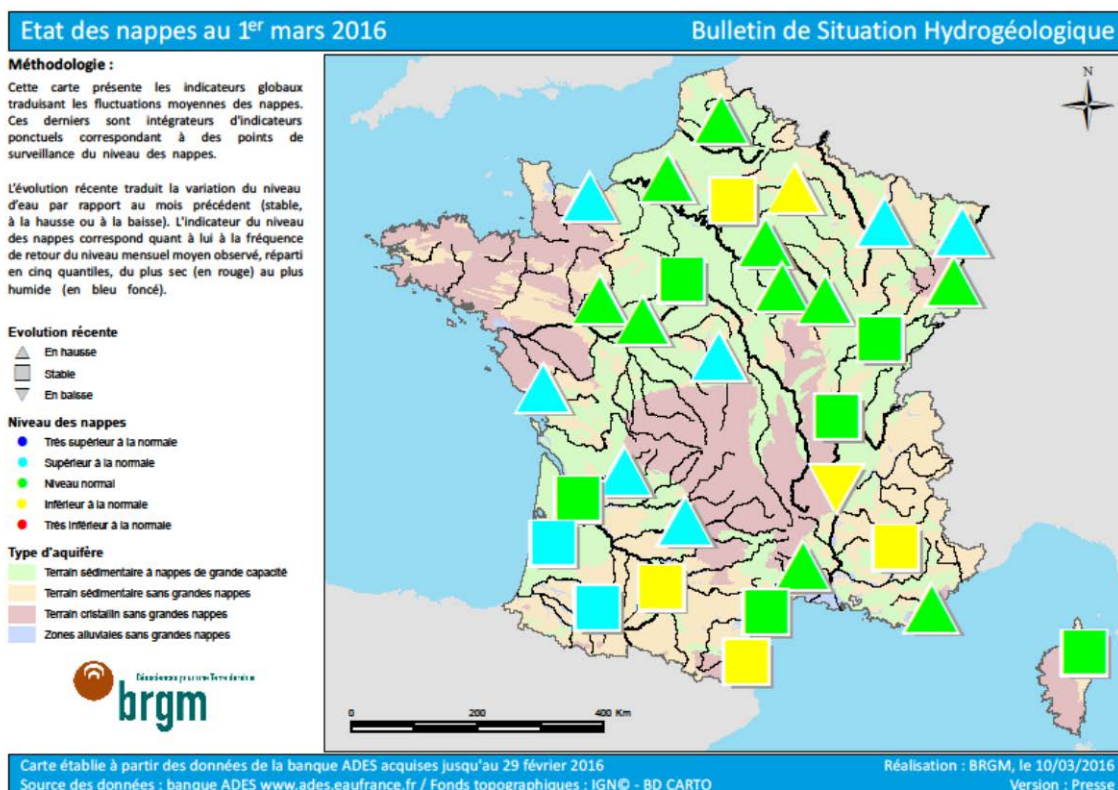 Etat des nappes au 1er mars 2016
Bulletin de Situation Hydrogéologique
Méthodologie :
Cette carte présente les indicateurs globaux
traduisant les fluctuations moyennes des nappes.
Ces derniers sont intégrateurs d'indicateurs
ponctuels correspondant à des points de
surveillance du niveau des nappes.
L'évolution récente traduit la variation du niveau
d'eau par rapport au mois précédent (stable,
à la hausse ou à la baisse). L'indicateur du niveau
des nappes correspond quant à lui à la fréquence
de retour du niveau mensuel moyen observé, réparti
en cinq quantiles, du plus sec (en rouge) au plus
humide (en bleu foncé).
Evolution récente
En hausse
Stable
En baisse
Niveau des nappes
Très supérieur à la normale
Supérieur à la normale
Niveau normal
Inférieur à la normale
Très inférieur à la normale
Type d'aquifère
Terrain sédimentaire à nappes de grande capacité
Terrain sédimentaire sans grandes nappes
Terrain cristallin sans grandes nappes
Zones alluviales sans grandes nappes
Géosciences pour une Terre durable
brgm
N
0 200 400 Km
Carte établie à partir des données de la banque ADES acquises jusqu'au 29 février 2016
Source des données : banque ADES www.ades.eaufrance.fr / Fonds topographiques : IGN© - BD CARTO
Réalisation : BRGM, le 10/03/2016
Version : Presse